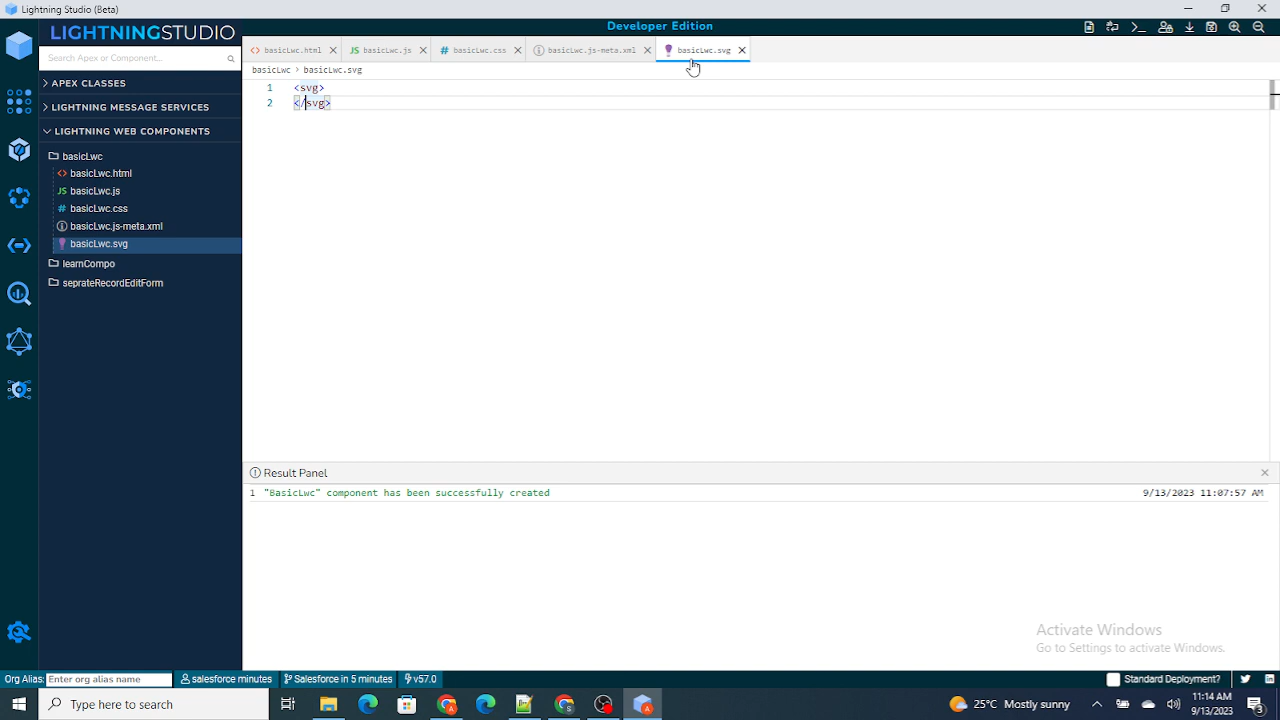 Lightning Studio (Beta)
LIGHTNINGSTUDIO
Developer Edition
Search Apex or Component...
basicLwc.html
JS basicLwc.js
# basicLwc.css
basicLwc.js-meta.xml
basicLwc.svg
basicLwc > basicLwc.svg
1 <svg>
2 </svg>
APEX CLASSES
LIGHTNING MESSAGE SERVICES
LIGHTNING WEB COMPONENTS
basicLwc
<> basicLwc.html
JS basicLwc.js
# basicLwc.css
basicLwc.js-meta.xml
basicLwc.svg
learnCompo
seprateRecordEditForm
Result Panel
1 "BasicLwc" component has been successfully created 9/13/2023 11:07:57 AM
Activate Windows
Go to Settings to activate Windows.
Org Alias: Enter org alias name
salesforce minutes
Salesforce in 5 minutes
v57.0
Standard Deployment?
Type here to search
25°C Mostly sunny
11:14 AM
9/13/2023
3